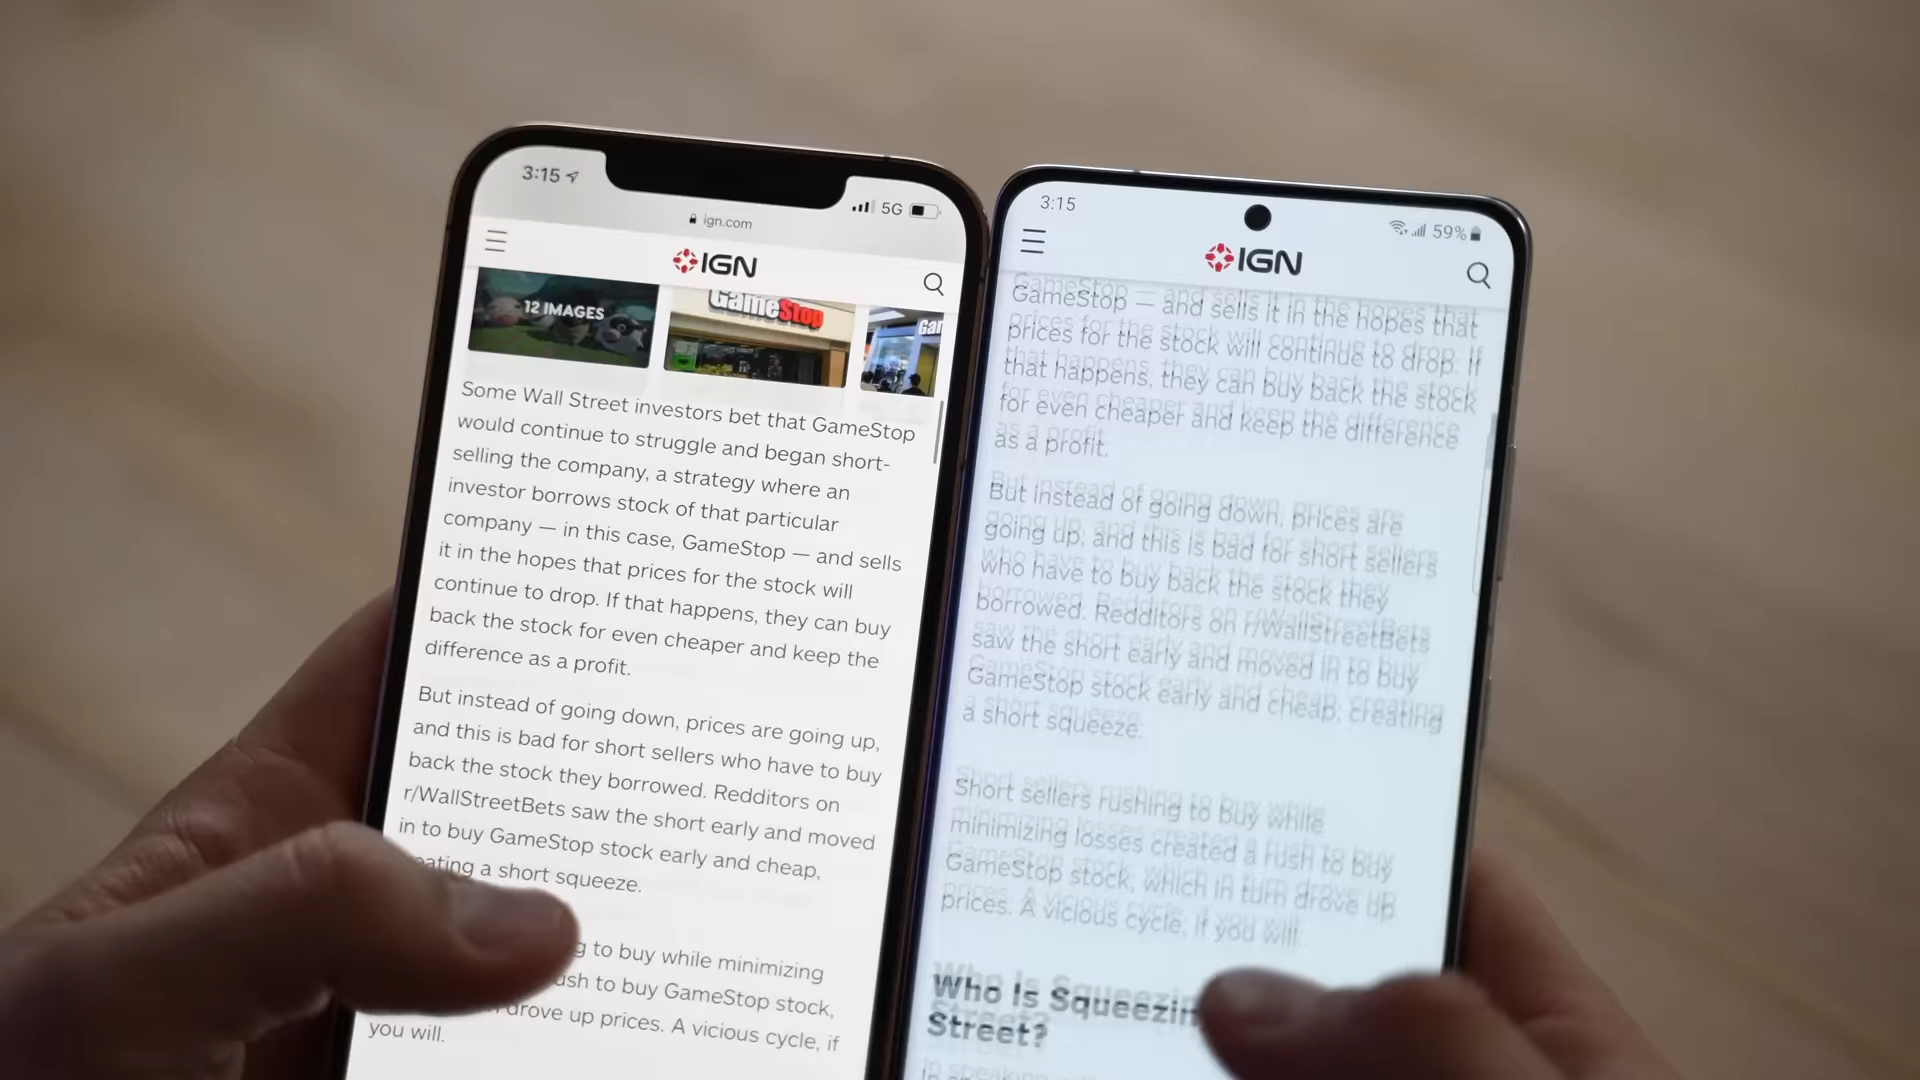 3:15
5G
ign.com
IGN
12 IMAGES
GameStop
Gam
Some Wall Street investors bet that GameStop
would continue to struggle and began short-
selling the company, a strategy where an
investor borrows stock of that particular
company — in this case, GameStop — and sells
it in the hopes that prices for the stock will
continue to drop. If that happens, they can buy
back the stock for even cheaper and keep the
difference as a profit.
But instead of going down, prices are going up,
and this is bad for short sellers who have to buy
back the stock they borrowed. Redditors on
r/WallStreetBets saw the short early and moved
in to buy GameStop stock early and cheap,
eating a short squeeze.
g to buy while minimizing
ush to buy GameStop stock,
drove up prices. A vicious cycle, if
you will.
3:15
59%
IGN
GameStop — and sells it in the hopes that
prices for the stock will continue to drop. If
that happens, they can buy back the stock
for even cheaper and keep the difference
as a profit.
But instead of going down, prices are
going up, and this is bad for short sellers
who have to buy back the stock they
borrowed. Redditors on r/WallStreetBets
saw the short early and moved in to buy
GameStop stock early and cheap, creating
a short squeeze.
Short sellers rushing to buy while
minimizing losses created a rush to buy
GameStop stock, which in turn drove up
prices. A vicious cycle, if you will.
Who Is Squeezin
Street?
In speaking